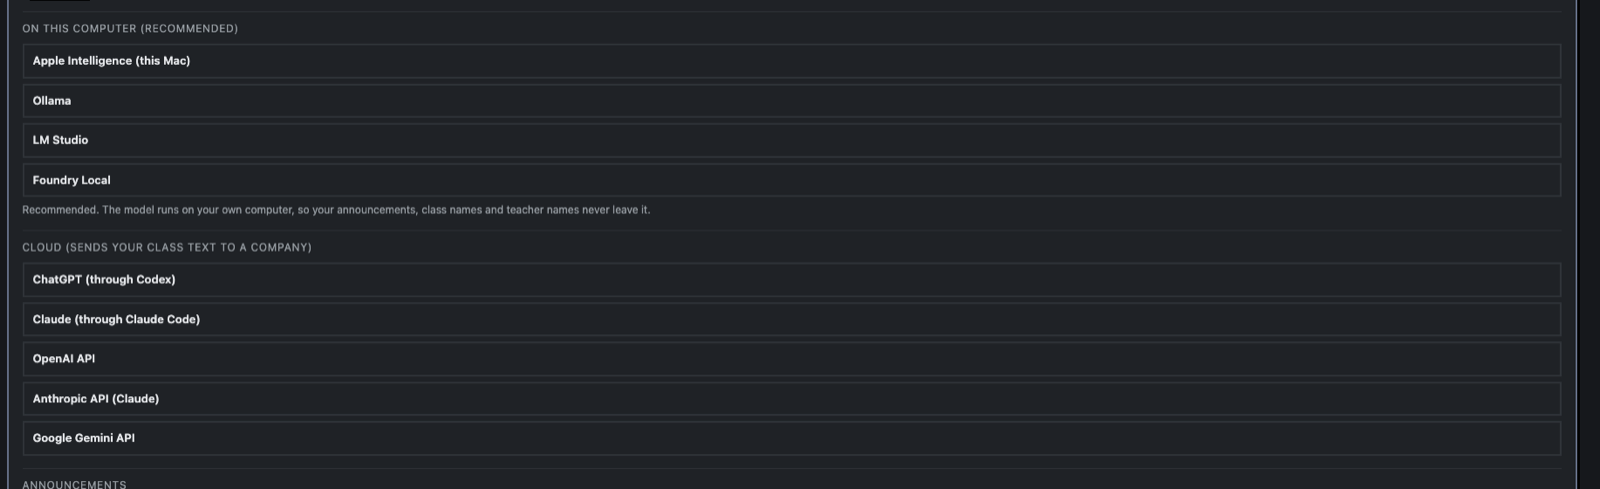 ON THIS COMPUTER (RECOMMENDED)
Apple Intelligence (this Mac)
Ollama
LM Studio
Foundry Local
Recommended. The model runs on your own computer, so your announcements, class names and teacher names never leave it.
CLOUD (SENDS YOUR CLASS TEXT TO A COMPANY)
ChatGPT (through Codex)
Claude (through Claude Code)
OpenAI API
Anthropic API (Claude)
Google Gemini API
ANNOUNCEMENTS